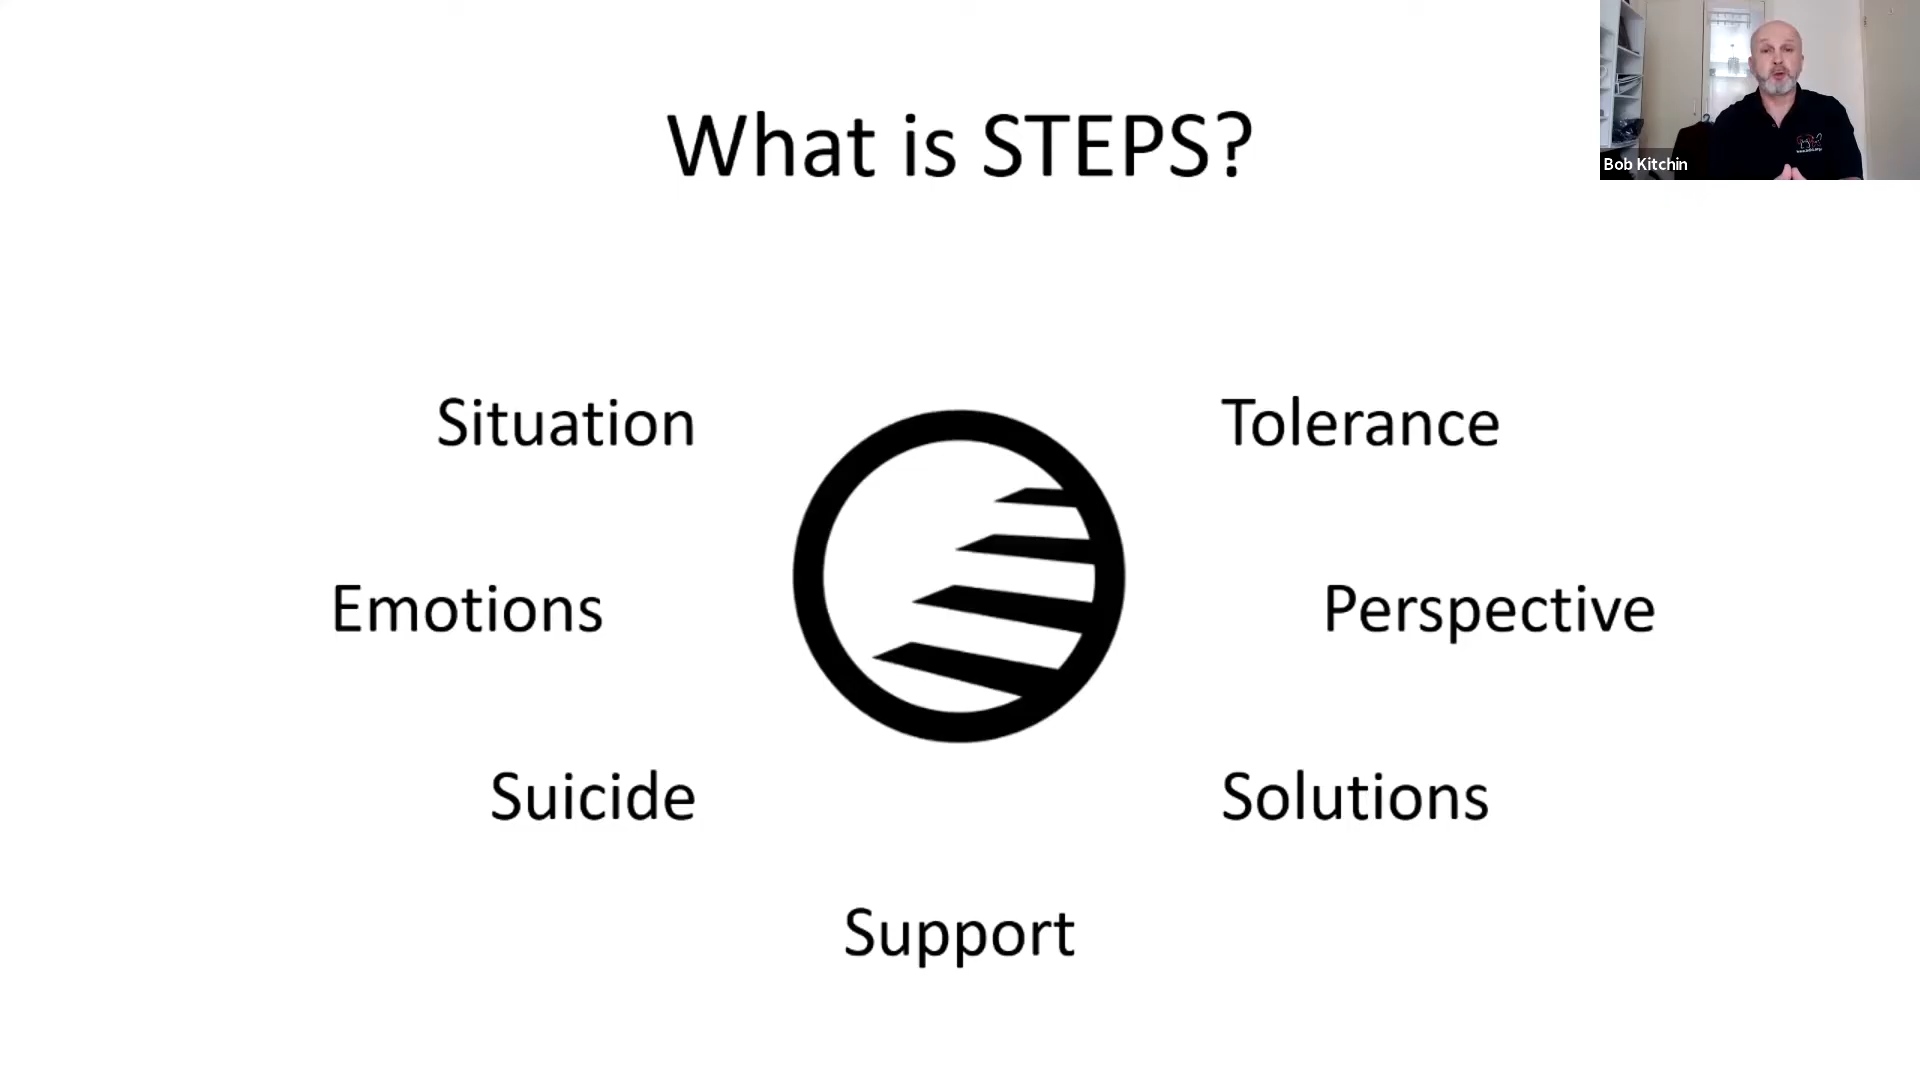 What is STEPS?
Bob Kitchin
Situation
Tolerance
Emotions
Perspective
Suicide
Solutions
Support